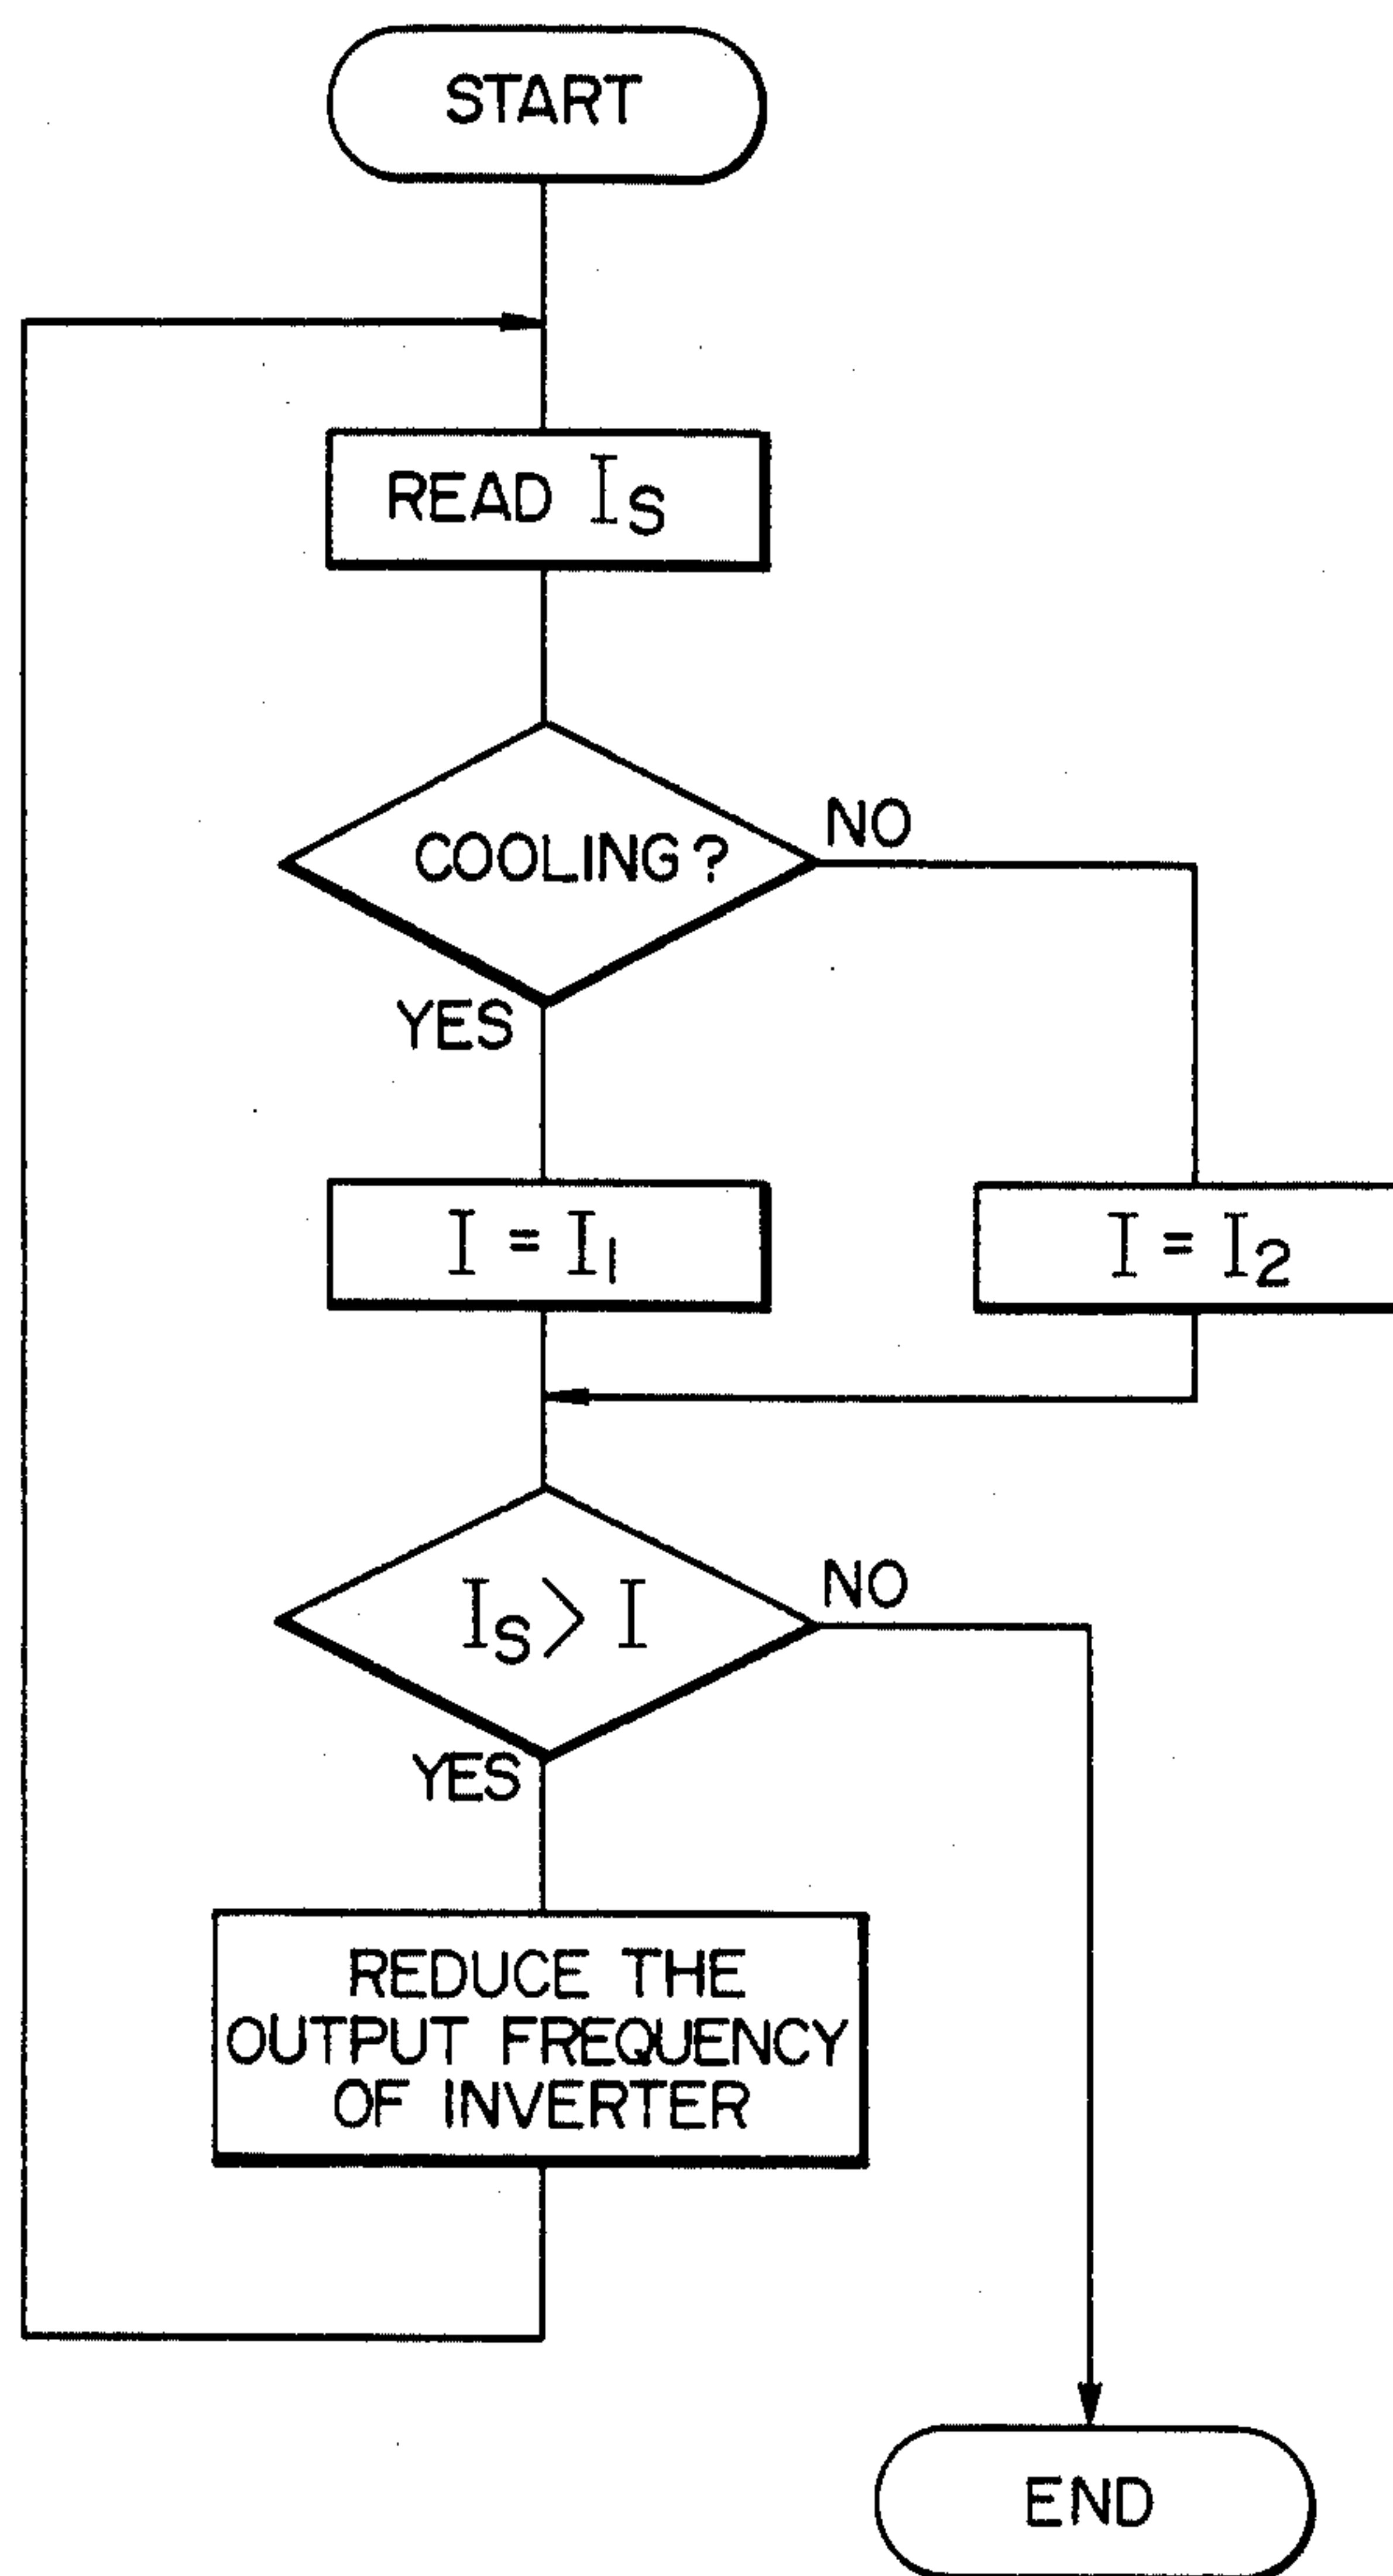 START
READ Is
COOLING?
NO
YES
I = I₁
I = I₂
Is > I
NO
YES
REDUCE THE
OUTPUT FREQUENCY
OF INVERTER
END